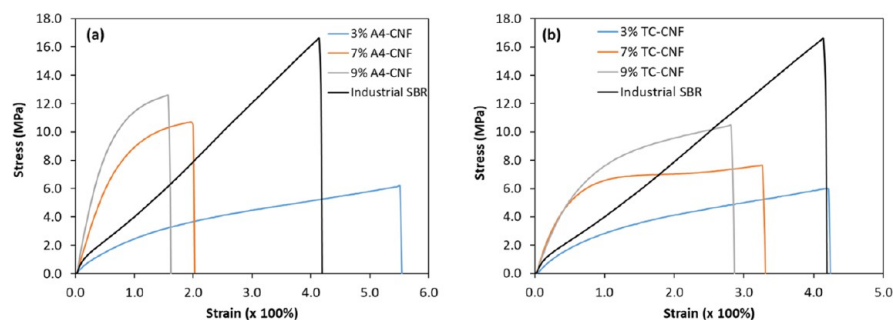 (a)
3% A4-CNF
7% A4-CNF
9% A4-CNF
Industrial SBR
18.0
16.0
14.0
12.0
10.0
8.0
6.0
4.0
2.0
0.0
Stress (MPa)
0.0 1.0 2.0 3.0 4.0 5.0 6.0
Strain (x 100%)
(b)
3% TC-CNF
7% TC-CNF
9% TC-CNF
Industrial SBR
18.0
16.0
14.0
12.0
10.0
8.0
6.0
4.0
2.0
0.0
Stress (MPa)
0.0 1.0 2.0 3.0 4.0 5.0
Strain (x 100%)